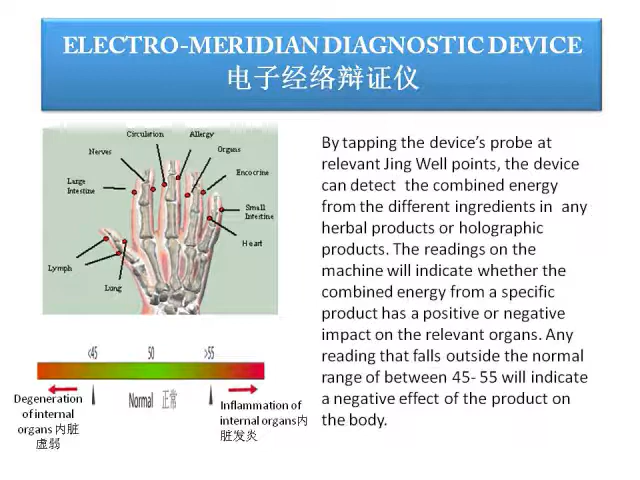 ELECTRO-MERIDIAN DIAGNOSTIC DEVICE
电子经络辩证仪
Circulation
Allergy
Nerves
Organs
Encocrine
Large
Intestine
Small
Intestine
Heart
Lymph
Lung
By tapping the device's probe at
relevant Jing Well points, the device
can detect the combined energy
from the different ingredients in any
herbal products or holographic
products. The readings on the
machine will indicate whether the
combined energy from a specific
product has a positive or negative
impact on the relevant organs. Any
reading that falls outside the normal
range of between 45- 55 will indicate
a negative effect of the product on
the body.
<45
50
>55
Degeneration
of internal
organs 内脏
虚弱
Normal 正常
Inflammation of
internal organs内
脏发炎